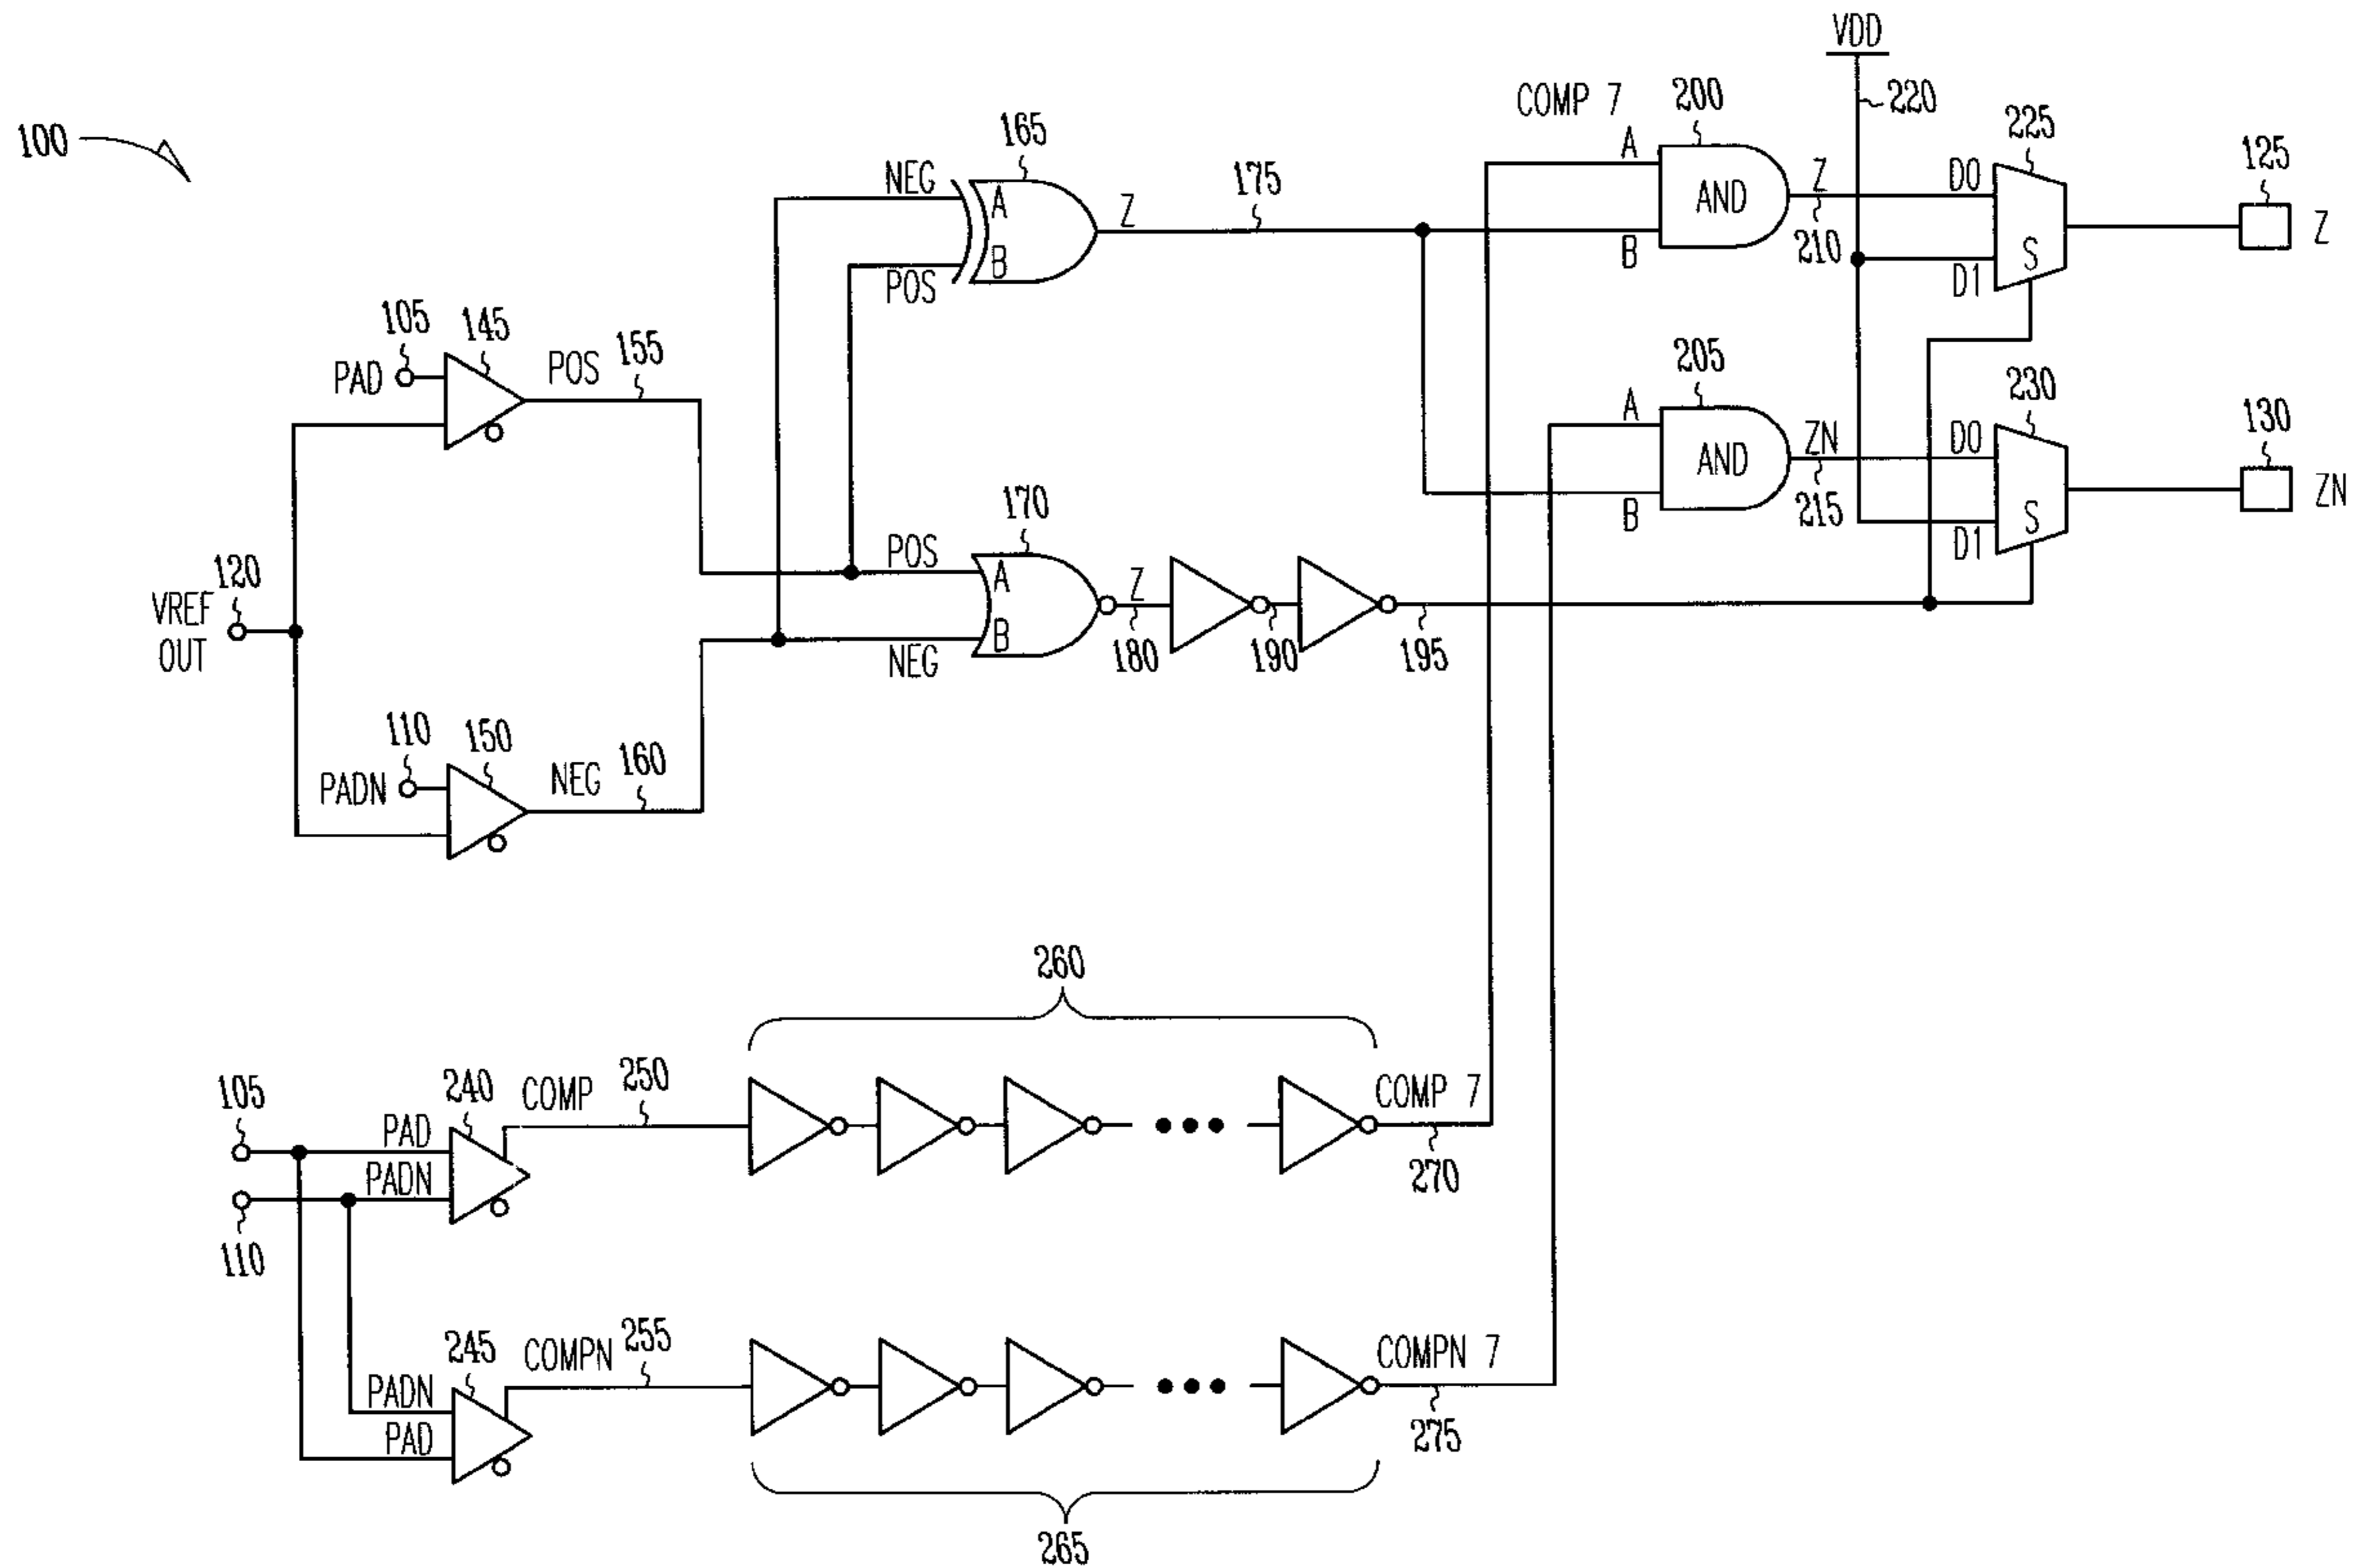 100
VDD
220
COMP 7
200
A
AND
B
Z
210
D0
D1
225
S
125
Z
165
NEG
A
B
POS
Z
175
105
PAD
145
POS
155
205
A
AND
B
ZN
215
D0
D1
230
S
130
ZN
170
POS
A
B
NEG
Z
180
190
195
120
VREF
OUT
110
PADN
150
NEG
160
260
105
110
PAD
PADN
240
COMP
250
COMP 7
270
PADN
PAD
245
COMPN
255
COMPN 7
275
265